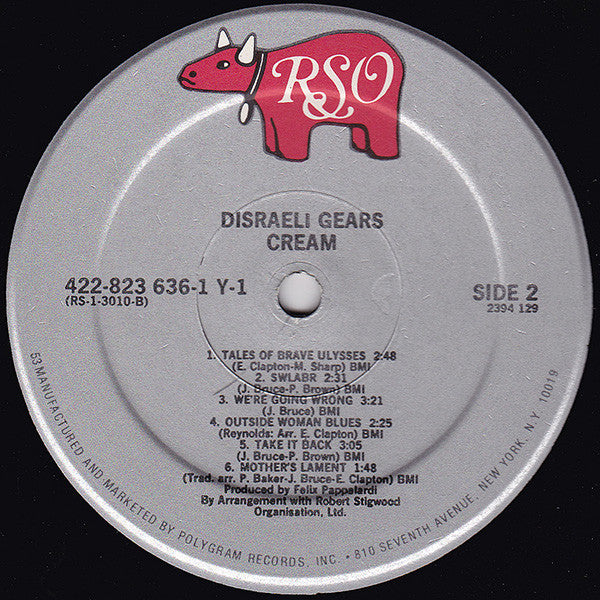 RSO
DISRAELI GEARS
CREAM
422-823 636-1 Y-1
(RS-1-3010-B)
SIDE 2
2394 129
1. TALES OF BRAVE ULYSSES 2:48
(E. Clapton-M. Sharp) BMI
2. SWLABR 2:31
(J. Bruce-P. Brown) BMI
3. WE'RE GOING WRONG 3:21
(J. Bruce) BMI
4. OUTSIDE WOMAN BLUES 2:25
(Reynolds: Arr. E. Clapton) BMI
5. TAKE IT BACK 3:05
(J. Bruce-P. Brown) BMI
6. MOTHER'S LAMENT 1:48
(Trad. arr. P. Baker-J. Bruce-E. Clapton) BMI
Produced by Felix Pappalardi
By Arrangement with Robert Stigwood
Organisation, Ltd.
53 MANUFACTURED AND MARKETED BY POLYGRAM RECORDS, INC. • 810 SEVENTH AVENUE, NEW YORK, N.Y. 10019